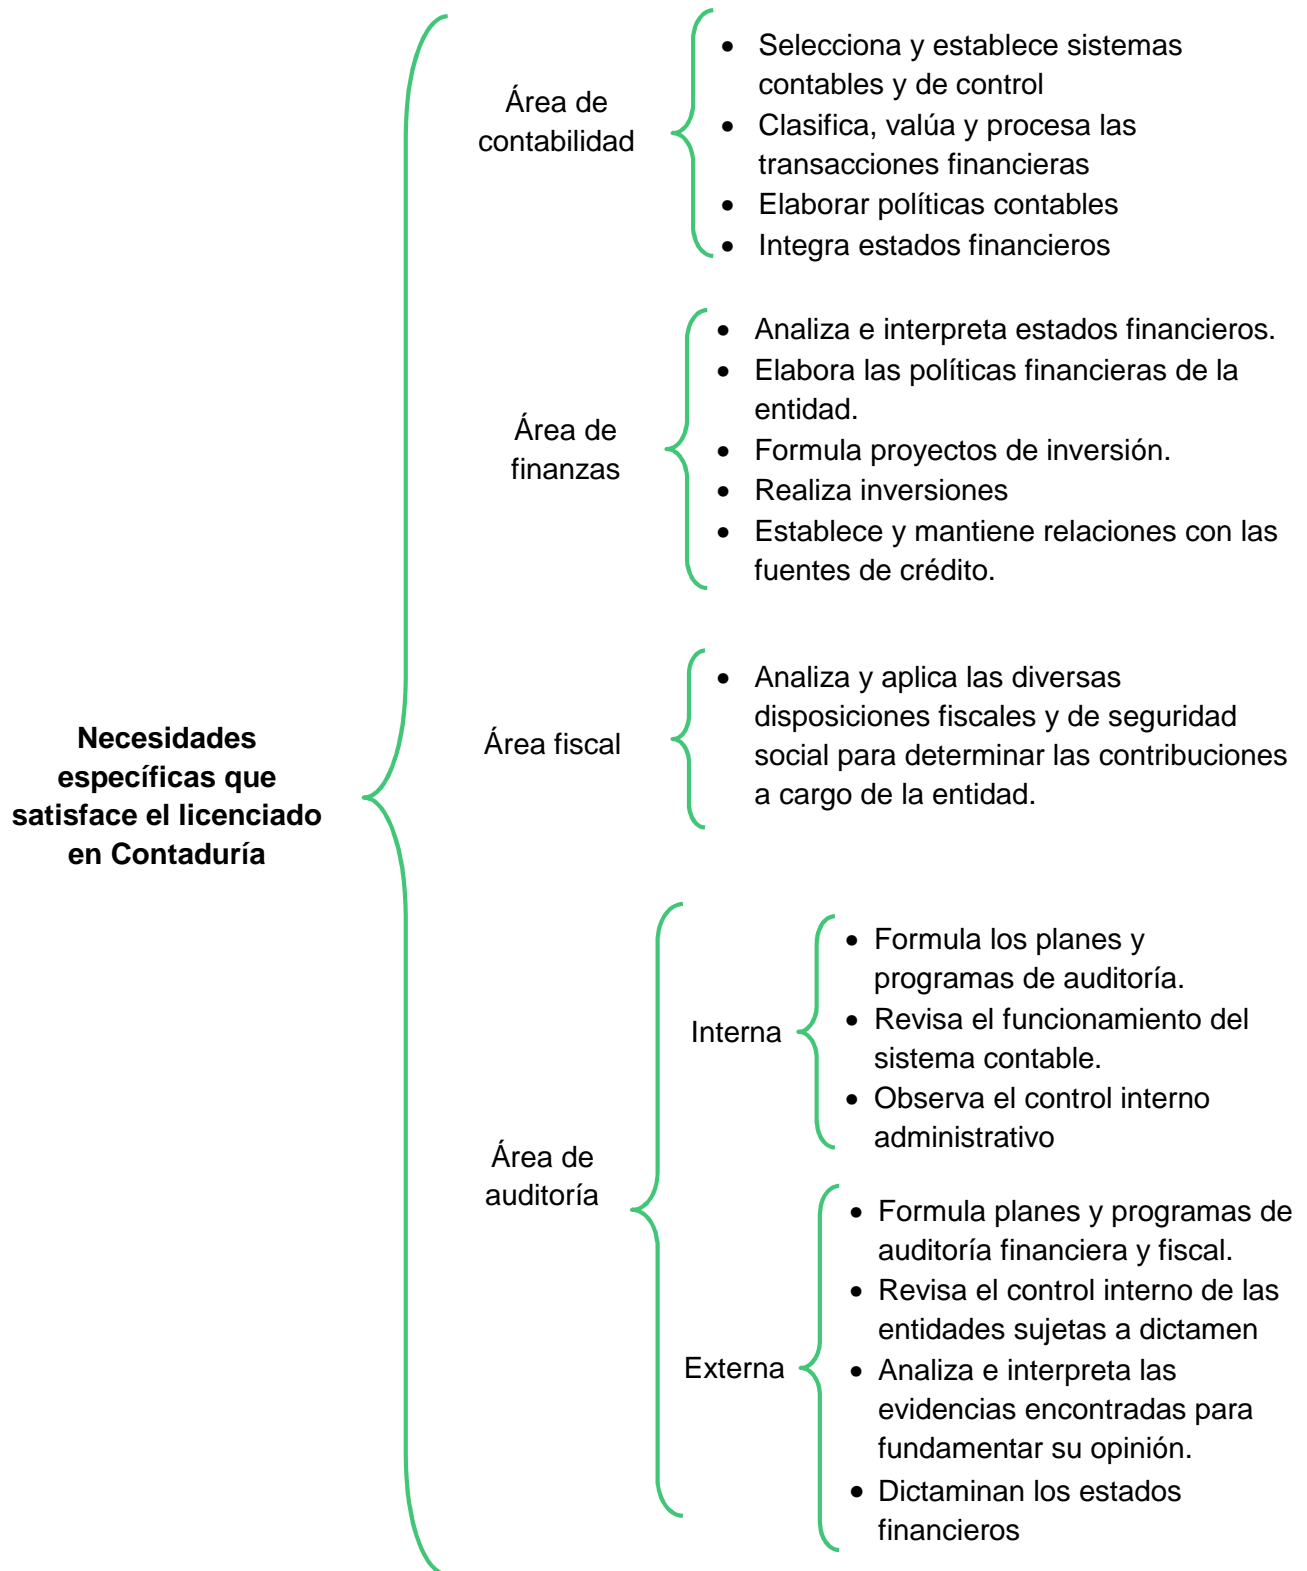 Necesidades
específicas que
satisface el licenciado
en Contaduría
Área de
contabilidad
• Selecciona y establece sistemas
contables y de control
• Clasifica, valúa y procesa las
transacciones financieras
• Elaborar políticas contables
• Integra estados financieros
Área de
finanzas
• Analiza e interpreta estados financieros.
• Elabora las políticas financieras de la
entidad.
• Formula proyectos de inversión.
• Realiza inversiones
• Establece y mantiene relaciones con las
fuentes de crédito.
Área fiscal
• Analiza y aplica las diversas
disposiciones fiscales y de seguridad
social para determinar las contribuciones
a cargo de la entidad.
Área de
auditoría
Interna
• Formula los planes y
programas de auditoría.
• Revisa el funcionamiento del
sistema contable.
• Observa el control interno
administrativo
Externa
• Formula planes y programas de
auditoría financiera y fiscal.
• Revisa el control interno de las
entidades sujetas a dictamen
• Analiza e interpreta las
evidencias encontradas para
fundamentar su opinión.
• Dictaminan los estados
financieros